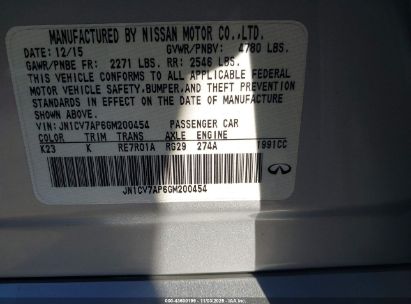 MANUFACTURED BY NISSAN MOTOR CO.,LTD.
DATE: 12/15 GVWR/PNBV: 4780 LBS.
GAWR/PNBE FR: 2271 LBS. RR: 2546 LBS.
THIS VEHICLE CONFORMS TO ALL APPLICABLE FEDERAL
MOTOR VEHICLE SAFETY,BUMPER,AND THEFT PREVENTION
STANDARDS IN EFFECT ON THE DATE OF MANUFACTURE
SHOWN ABOVE.
VIN: JN1CV7AP6GM200454 PASSENGER CAR
COLOR TRIM TRANS AXLE ENGINE
K23 K RE7R01A RG29 274A 1991CC
JN1CV7AP6GM200454